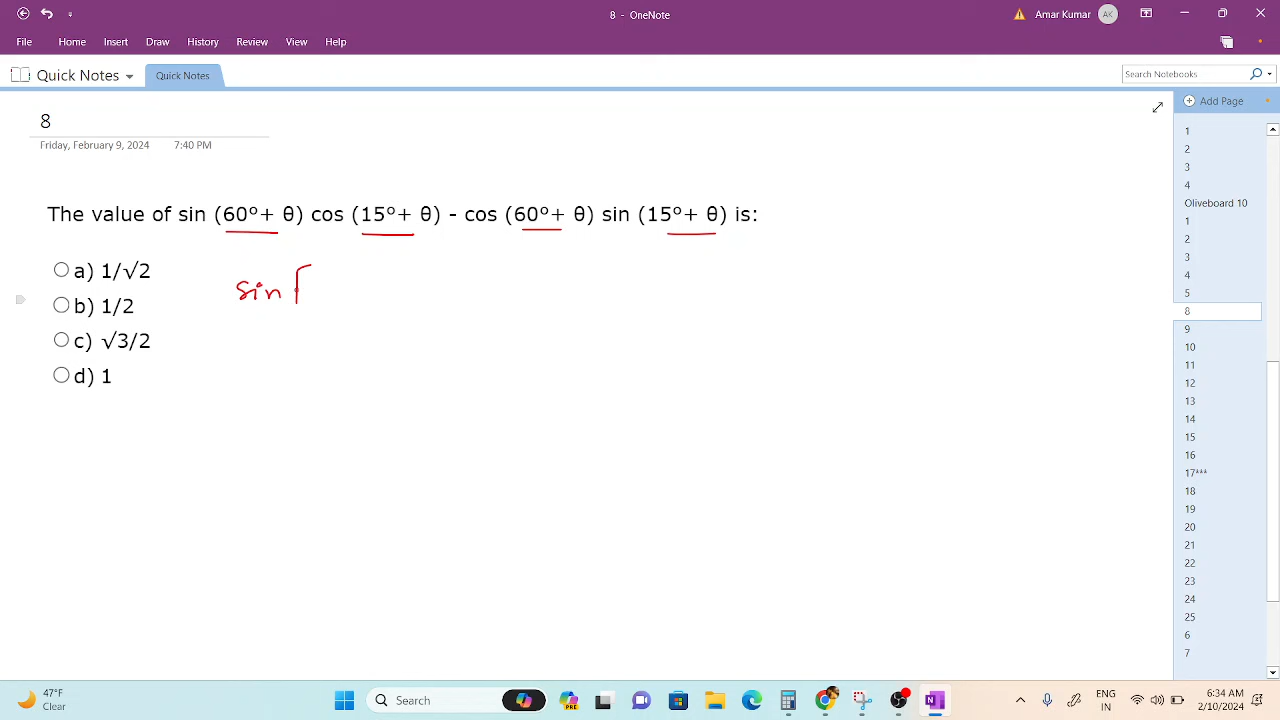 8 - OneNote
Amar Kumar AK
File Home Insert Draw History Review View Help
Quick Notes Quick Notes
Search Notebooks
8
Friday, February 9, 2024 7:40 PM
The value of sin (60°+ θ) cos (15°+ θ) - cos (60°+ θ) sin (15°+ θ) is:
a) 1/√2
b) 1/2
c) √3/2
d) 1
sin [
Add Page
1
2
3
4
Oliveboard 10
1
2
3
4
5
8
9
10
11
12
13
14
15
16
17***
18
19
20
21
22
23
24
25
6
7
47°F
Clear
Search
PRE
ENG
IN
6:34 AM
2/10/2024